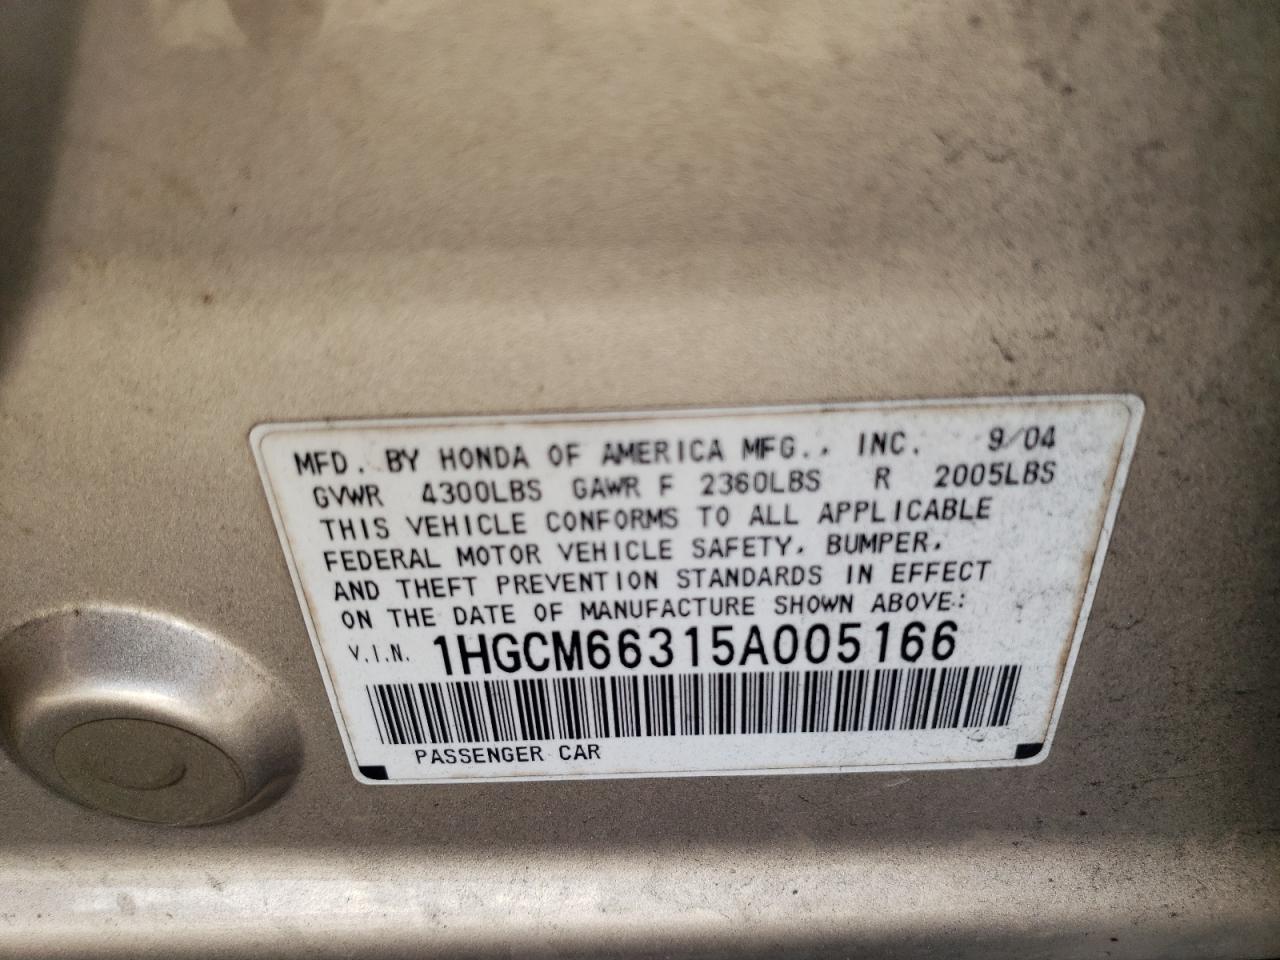 MFD. BY HONDA OF AMERICA MFG., INC. 9/04
GVWR 4300LBS GAWR F 2360LBS R 2005LBS
THIS VEHICLE CONFORMS TO ALL APPLICABLE
FEDERAL MOTOR VEHICLE SAFETY, BUMPER,
AND THEFT PREVENTION STANDARDS IN EFFECT
ON THE DATE OF MANUFACTURE SHOWN ABOVE:
V.I.N. 1HGCM66315A005166
PASSENGER CAR